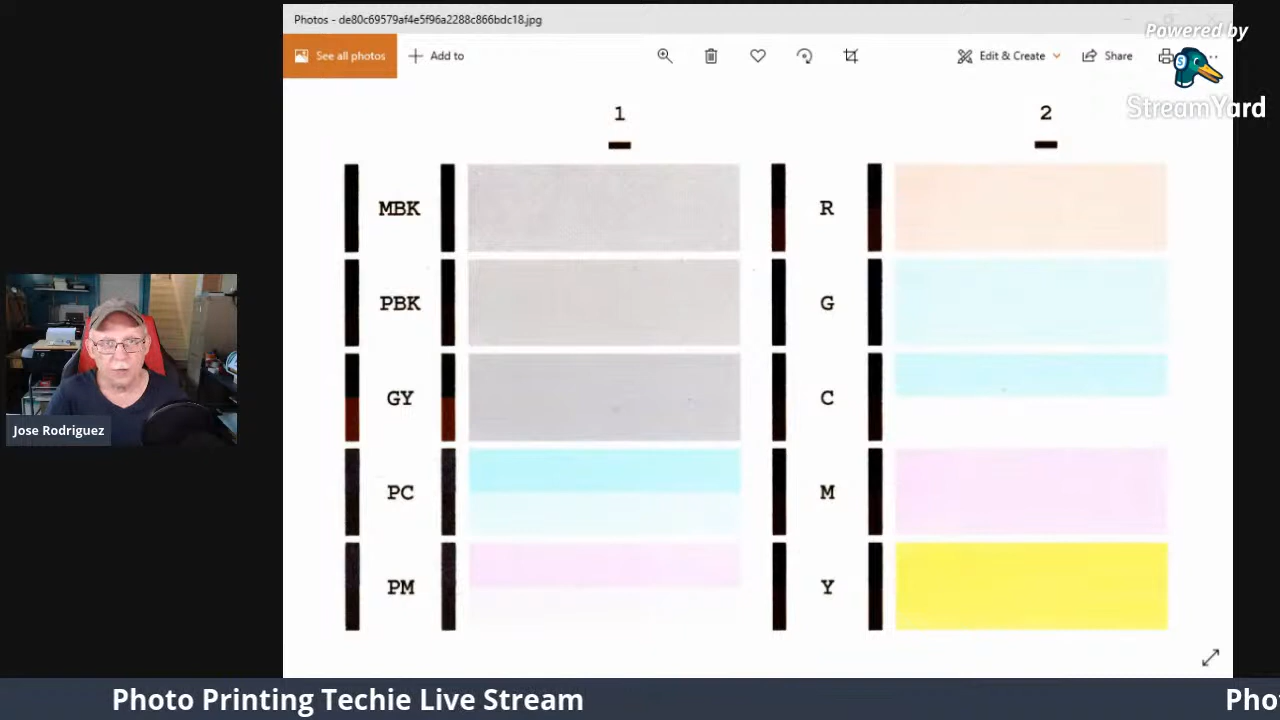 Photos - de80c69579af4e5f96a2288c866bdc18.jpg
Powered by
StreamYard
See all photos
Add to
Edit & Create
Share
1
2
MBK
R
PBK
G
GY
C
PC
M
PM
Y
Jose Rodriguez
Photo Printing Techie Live Stream
Pho